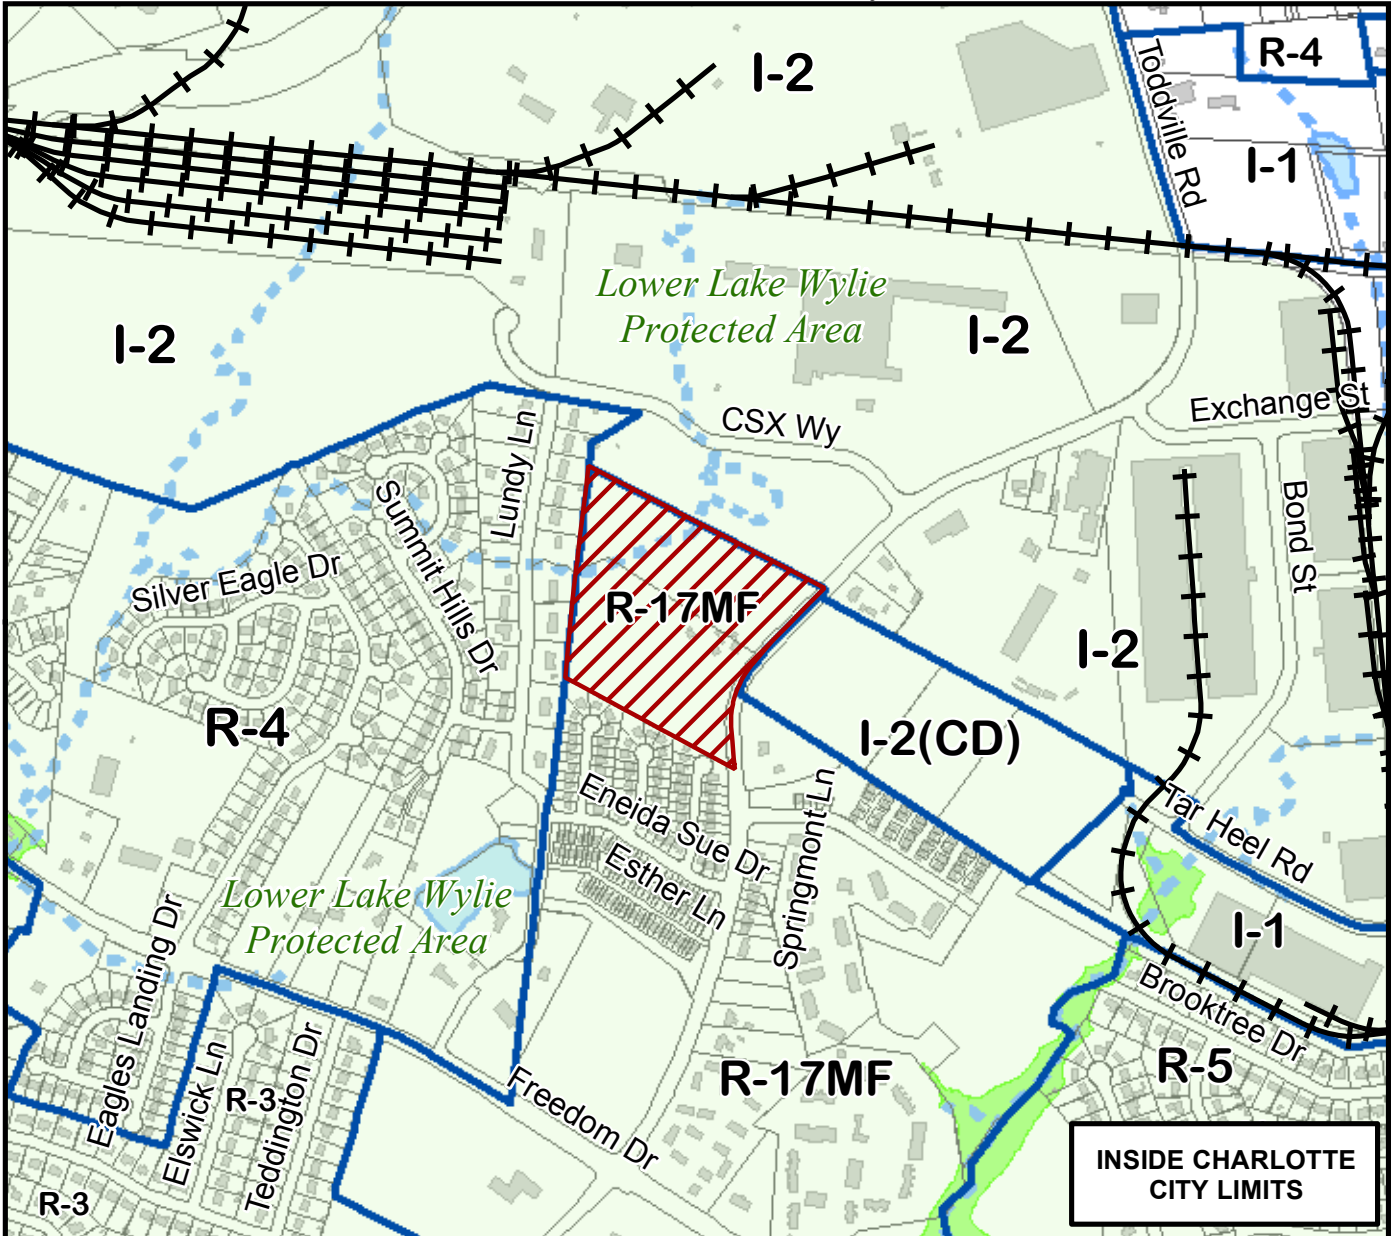 R-4
I-2
Toddville Rd
I-1
Lower Lake Wylie
Protected Area
I-2
I-2
Exchange St
CSX Wy
Lundy Ln
Summit Hills Dr
Bond St
Silver Eagle Dr
R-17MF
I-2
R-4
I-2(CD)
Springmont Ln
Eneida Sue Dr
Tar Heel Rd
Esther Ln
Lower Lake Wylie
Protected Area
I-1
Eagles Landing Dr
Brooktree Dr
Elswick Ln
Teddington Dr
R-3
Freedom Dr
R-17MF
R-5
R-3
INSIDE CHARLOTTE
CITY LIMITS